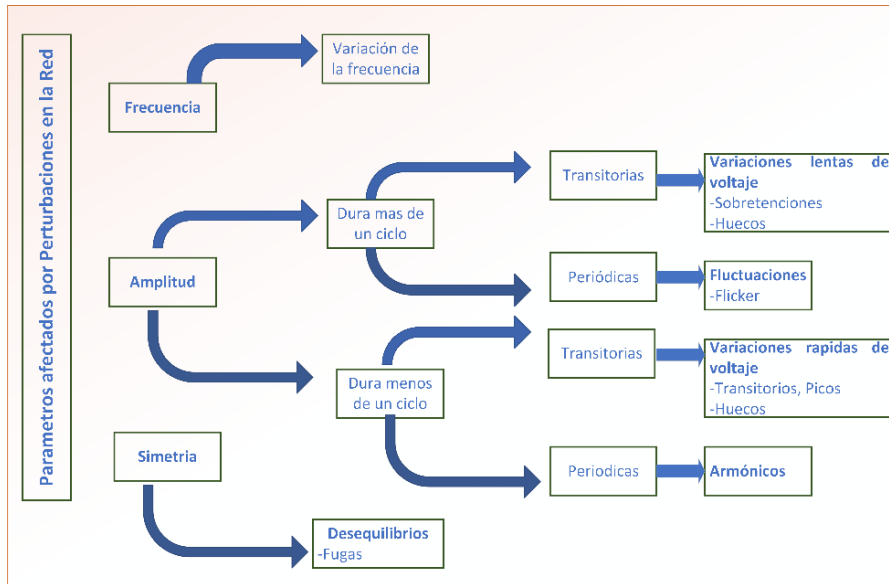 Parametros afectados por Perturbaciones en la Red
Frecuencia
Variación de
la frecuencia
Amplitud
Dura mas de
un ciclo
Transitorias
Variaciones lentas de
voltaje
-Sobretenciones
-Huecos
Periódicas
Fluctuaciones
-Flicker
Dura menos
de un ciclo
Transitorias
Variaciones rapidas de
voltaje
-Transitorios, Picos
-Huecos
Periodicas
Armónicos
Simetria
Desequilibrios
-Fugas